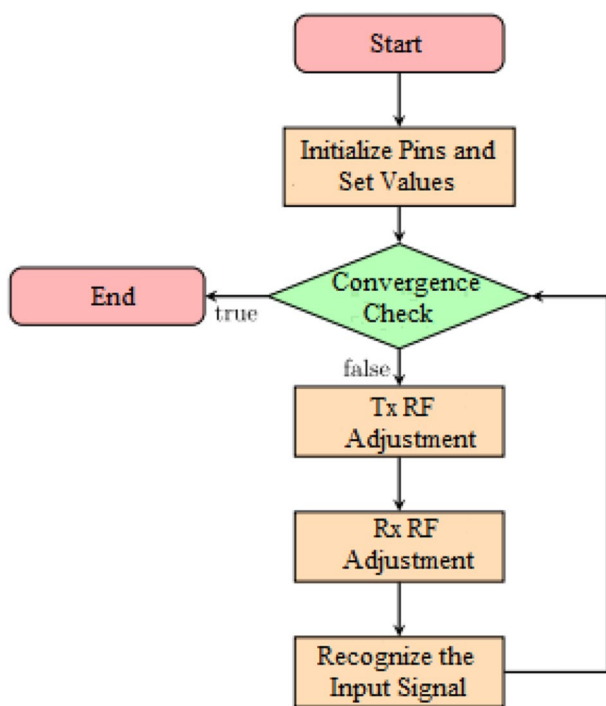 Start
Initialize Pins and
Set Values
Convergence
Check
End
true
false
Tx RF
Adjustment
Rx RF
Adjustment
Recognize the
Input Signal